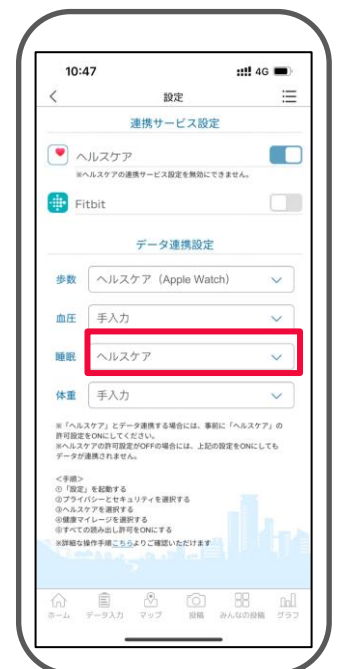 10:47
4G
設定
連携サービス設定
ヘルスケア
※ヘルスケアの連携サービス設定を無効にできません。
Fitbit
データ連携設定
歩数 ヘルスケア（Apple Watch）
血圧 手入力
睡眠 ヘルスケア
体重 手入力
※「ヘルスケア」とデータ連携する場合には、事前に「ヘルスケア」の
許可設定をONにしてください。
※ヘルスケアの許可設定がOFFの場合には、上記の設定をONにしても
データが連携されません。
<手順>
①「設定」を起動する
②プライバシーとセキュリティを選択する
③ヘルスケアを選択する
④健康マイレージを選択する
⑤すべての読み出し許可をONにする
※詳細な操作手順こちらよりご確認いただけます
ホーム データ入力 マップ 投稿 みんなの投稿 グラフ